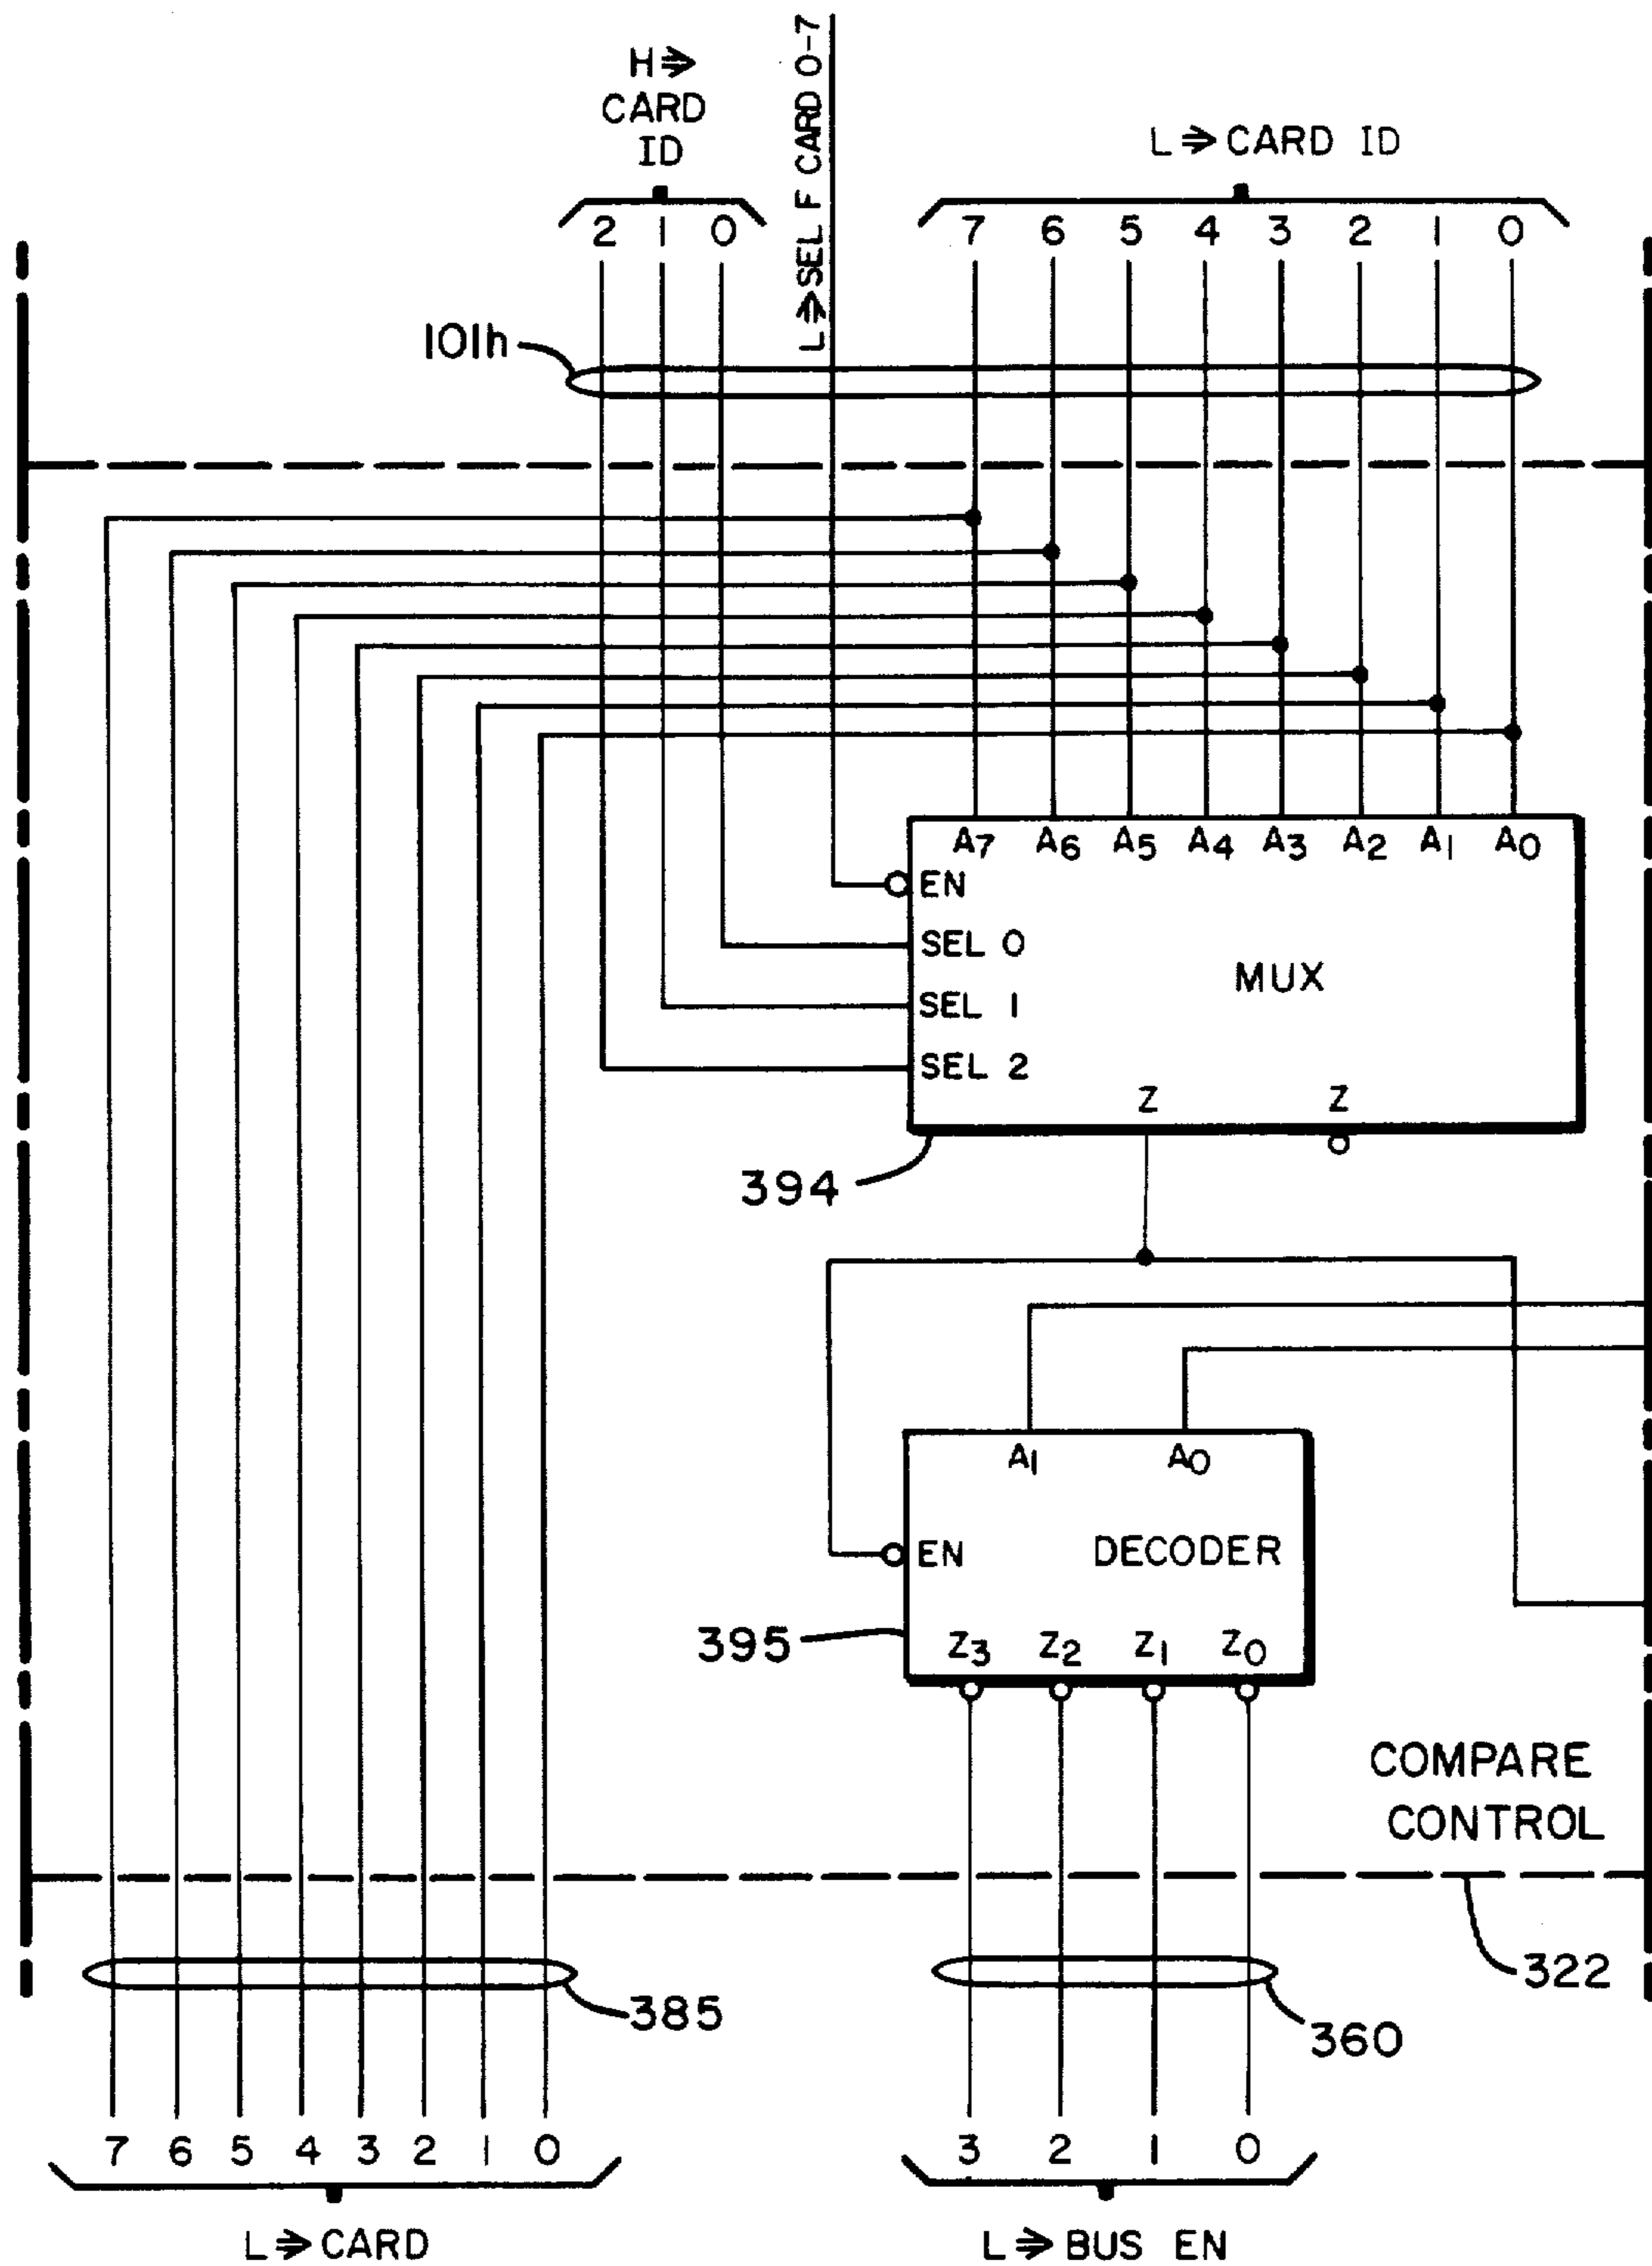 H⇒
CARD
ID
L⇒SEL F CARD 0-7
L⇒CARD ID
2 1 0
7 6 5 4 3 2 1 0
101h
A7 A6 A5 A4 A3 A2 A1 A0
EN
SEL 0
SEL 1
SEL 2
MUX
Z Z
394
A1 A0
EN
DECODER
395
Z3 Z2 Z1 Z0
COMPARE
CONTROL
322
385
360
7 6 5 4 3 2 1 0
3 2 1 0
L⇒CARD
L⇒BUS EN